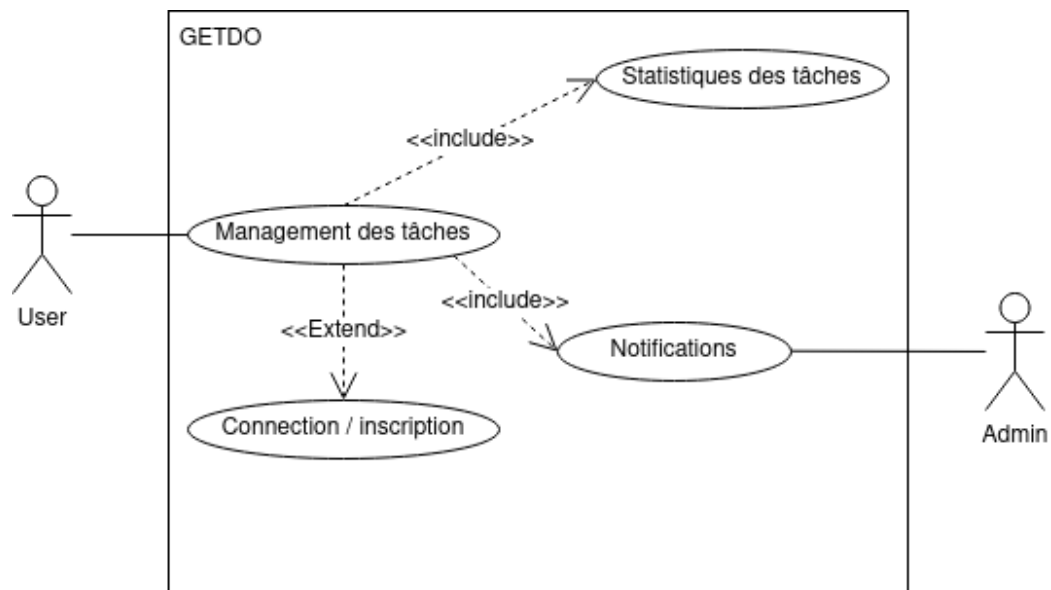 GETDO
Statistiques des tâches
<<include>>
Management des tâches
<<include>>
User
<<Extend>>
Notifications
Connection / inscription
Admin